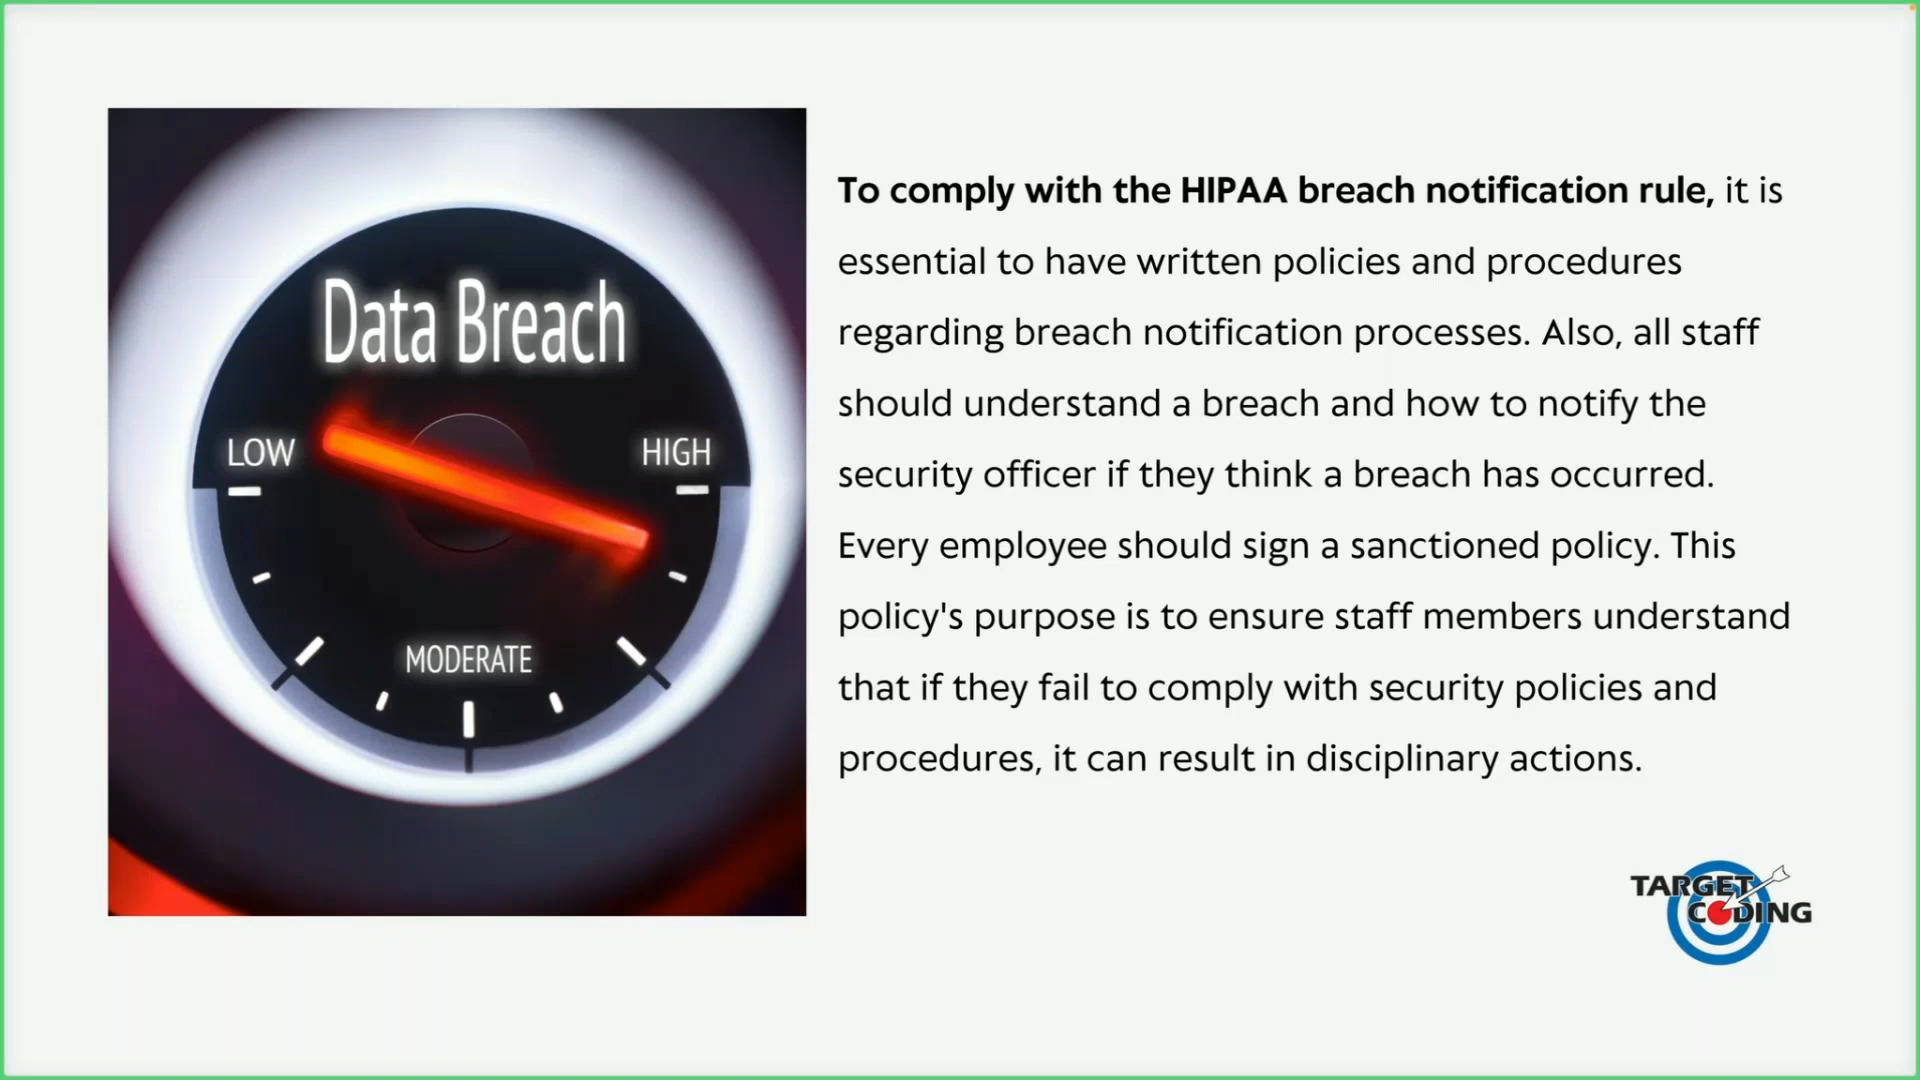 Data Breach
LOW
HIGH
MODERATE
To comply with the HIPAA breach notification rule, it is
essential to have written policies and procedures
regarding breach notification processes. Also, all staff
should understand a breach and how to notify the
security officer if they think a breach has occurred.
Every employee should sign a sanctioned policy. This
policy's purpose is to ensure staff members understand
that if they fail to comply with security policies and
procedures, it can result in disciplinary actions.
TARGET
CODING